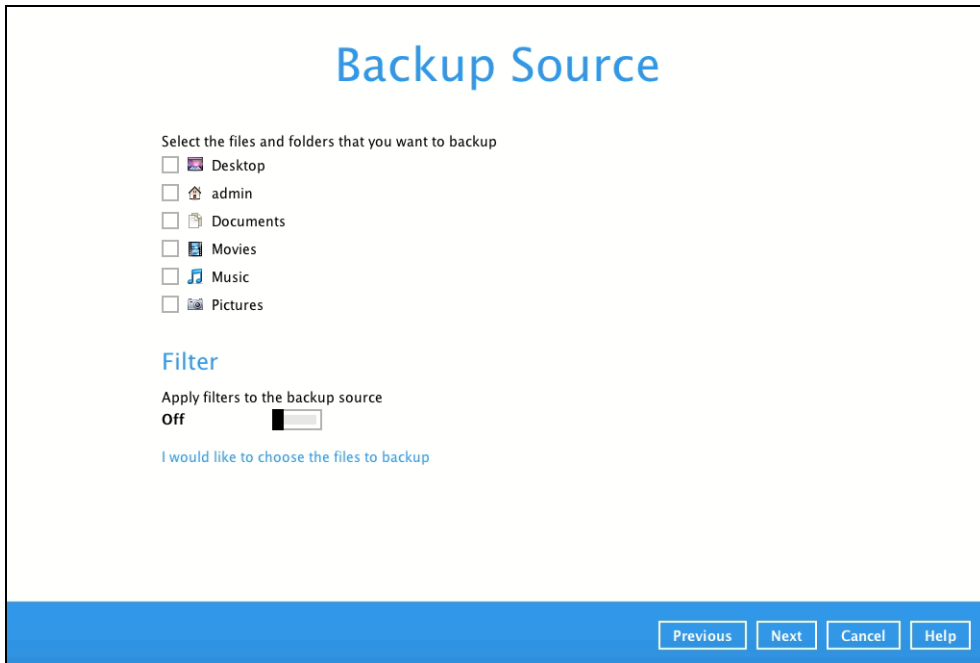 Backup Source
Select the files and folders that you want to backup
Desktop
admin
Documents
Movies
Music
Pictures
Filter
Apply filters to the backup source
Off
I would like to choose the files to backup
Previous Next Cancel Help